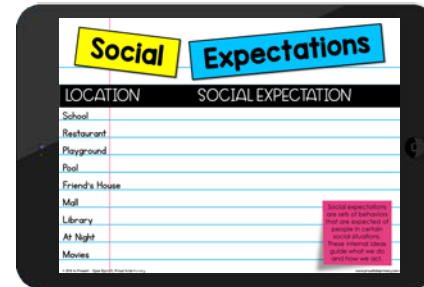 Social Expectations
LOCATION SOCIAL EXPECTATION
School
Restaurant
Playground
Pool
Friend's House
Mall
Library
At Night
Movies
Social expectations
are sets of behaviors
that are expected of
people in certain
social situations.
These internal ideas
guide what we do
and how we act.